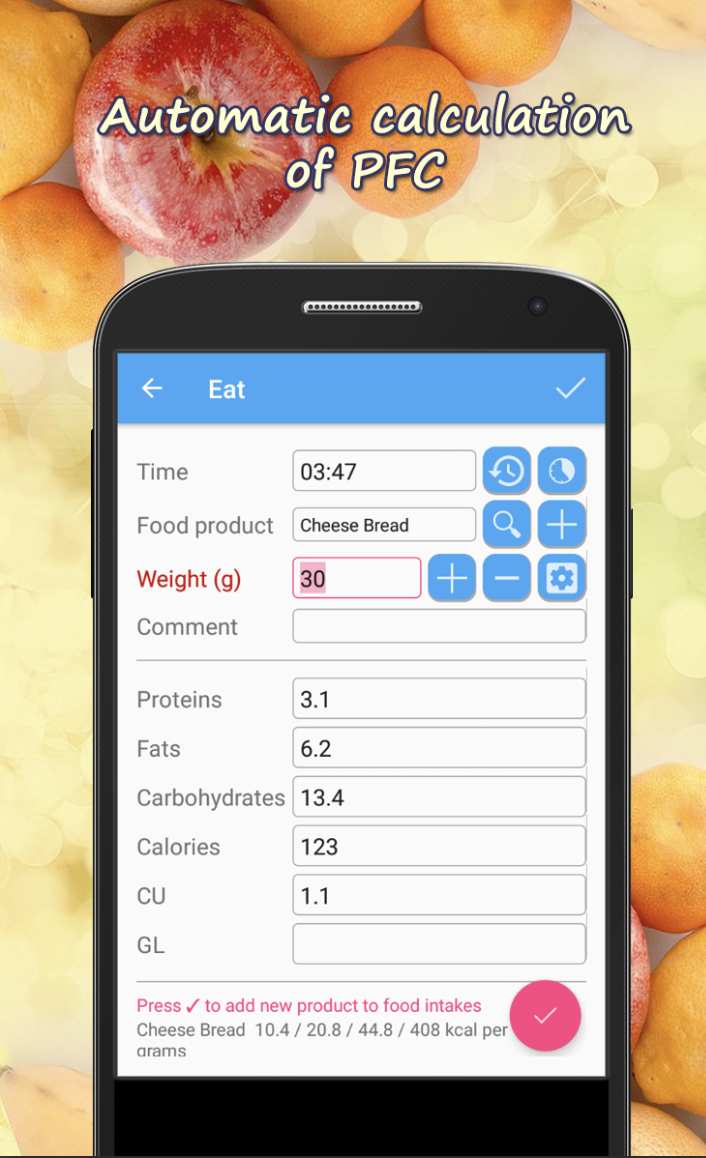 Automatic calculation
of PFC
Eat
Time 03:47
Food product Cheese Bread
Weight (g) 30
Comment
Proteins 3.1
Fats 6.2
Carbohydrates 13.4
Calories 123
CU 1.1
GL
Press ✓ to add new product to food intakes
Cheese Bread 10.4 / 20.8 / 44.8 / 408 kcal per
grams